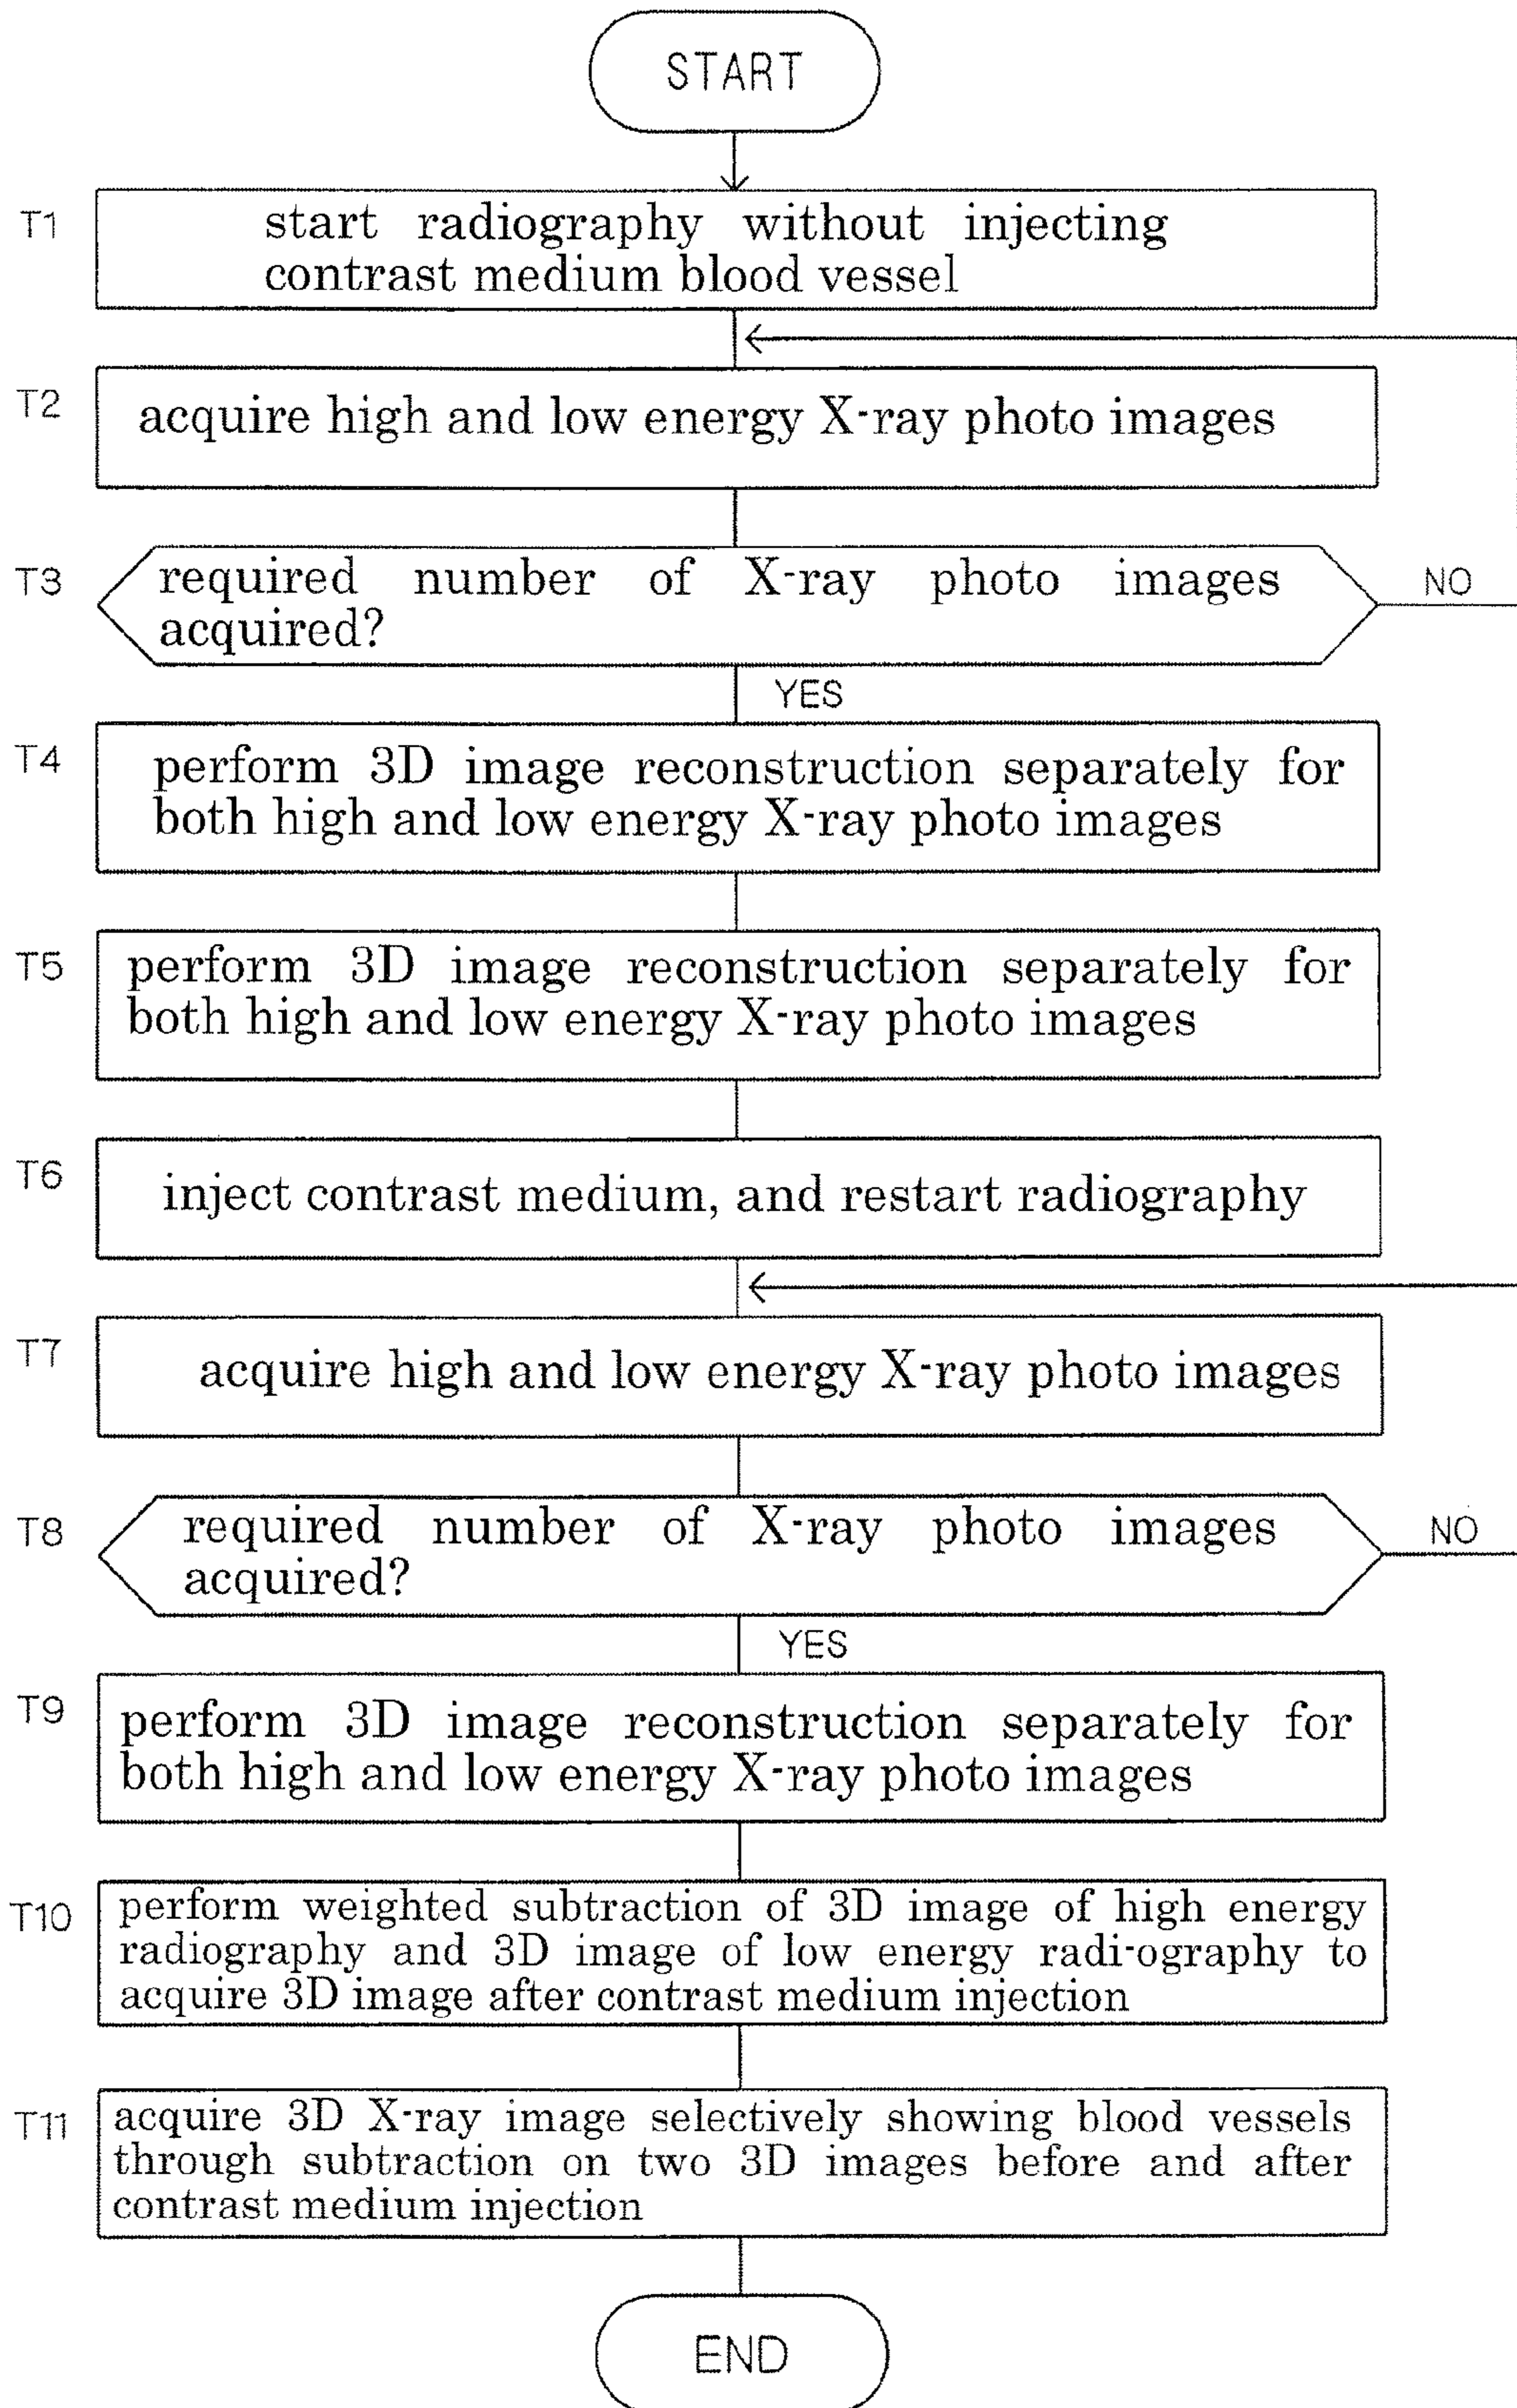 START
T1
start radiography without injecting
contrast medium blood vessel
T2
acquire high and low energy X-ray photo images
T3
required number of X-ray photo images
acquired?
NO
YES
T4
perform 3D image reconstruction separately for
both high and low energy X-ray photo images
T5
perform 3D image reconstruction separately for
both high and low energy X-ray photo images
T6
inject contrast medium, and restart radiography
T7
acquire high and low energy X-ray photo images
T8
required number of X-ray photo images
acquired?
NO
YES
T9
perform 3D image reconstruction separately for
both high and low energy X-ray photo images
T10
perform weighted subtraction of 3D image of high energy
radiography and 3D image of low energy radi-ography to
acquire 3D image after contrast medium injection
T11
acquire 3D X-ray image selectively showing blood vessels
through subtraction on two 3D images before and after
contrast medium injection
END